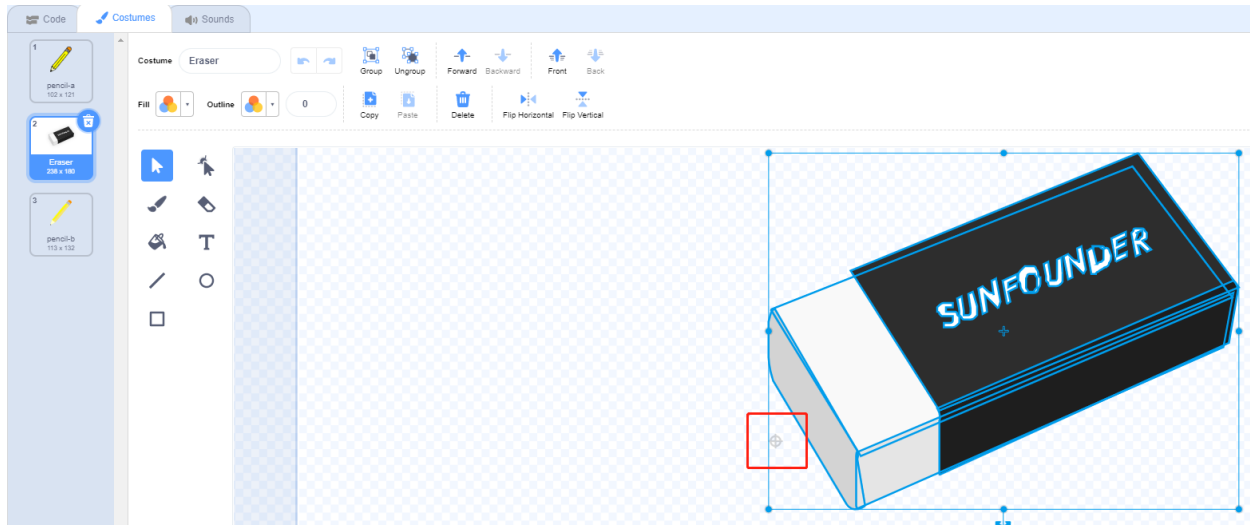 Code Costumes Sounds
1
pencil-a
102 x 121
2
Eraser
238 x 180
3
pencil-b
113 x 132
Costume Eraser
Group Ungroup Forward Backward Front Back
Fill Outline 0
Copy Paste Delete Flip Horizontal Flip Vertical
T
SUNFOUNDER